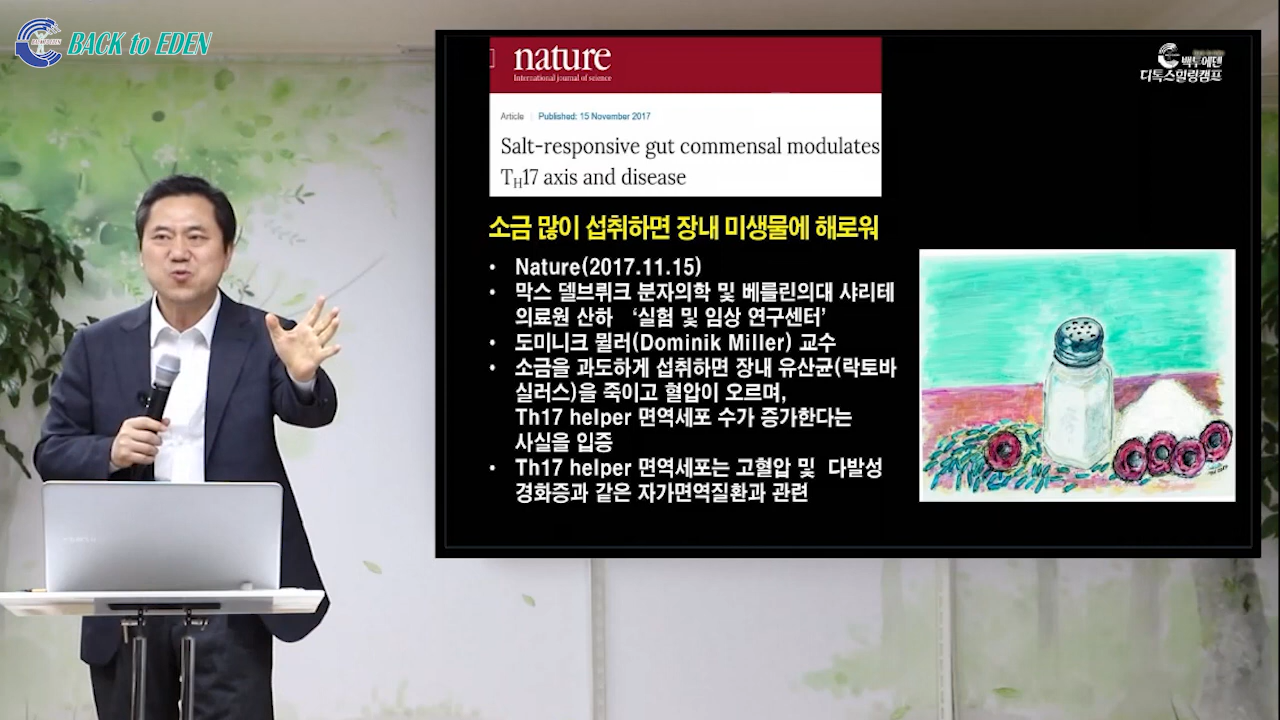 BACK to EDEN
nature
International journal of science
백투에덴
디톡스힐링캠프
Article
Published: 15 November 2017
Salt-responsive gut commensal modulates
TH17 axis and disease
소금 많이 섭취하면 장내 미생물에 해로워
• Nature(2017.11.15)
• 막스 델브뤼크 분자의학 및 베를린의대 샤리테
의료원 산하 ‘실험 및 임상 연구센터’
• 도미니크 뮐러(Dominik Miller) 교수
• 소금을 과도하게 섭취하면 장내 유산균(락토바
실러스)을 죽이고 혈압이 오르며,
Th17 helper 면역세포 수가 증가한다는
사실을 입증
• Th17 helper 면역세포는 고혈압 및 다발성
경화증과 같은 자가면역질환과 관련